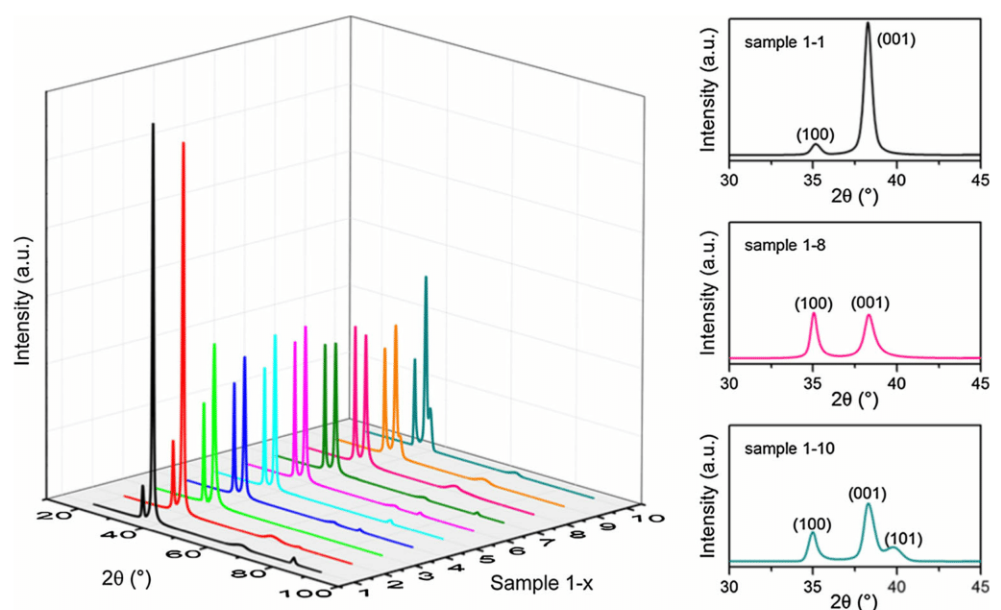 Intensity (a.u.)
20
40
60
80
100
2θ (°)
1
2
3
4
5
6
7
8
9
10
Sample 1-x
sample 1-1
(001)
(100)
Intensity (a.u.)
30 35 40 45
2θ (°)
sample 1-8
(100) (001)
Intensity (a.u.)
30 35 40 45
2θ (°)
sample 1-10
(001)
(100) (101)
Intensity (a.u.)
30 35 40 45
2θ (°)